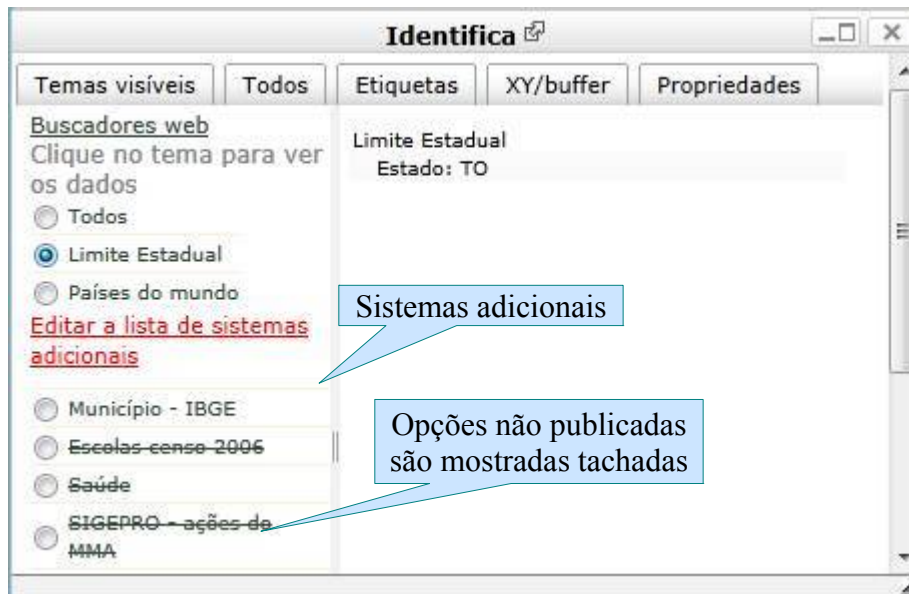 Identifica
Temas visíveis
Todos
Etiquetas
XY/buffer
Propriedades
Buscadores web
Clique no tema para ver
os dados
Todos
Limite Estadual
Países do mundo
Editar a lista de sistemas
adicionais
Município - IBGE
Escolas censo 2006
Saúde
SIGEPRO - ações do
MMA
Limite Estadual
Estado: TO
Sistemas adicionais
Opções não publicadas
são mostradas tachadas